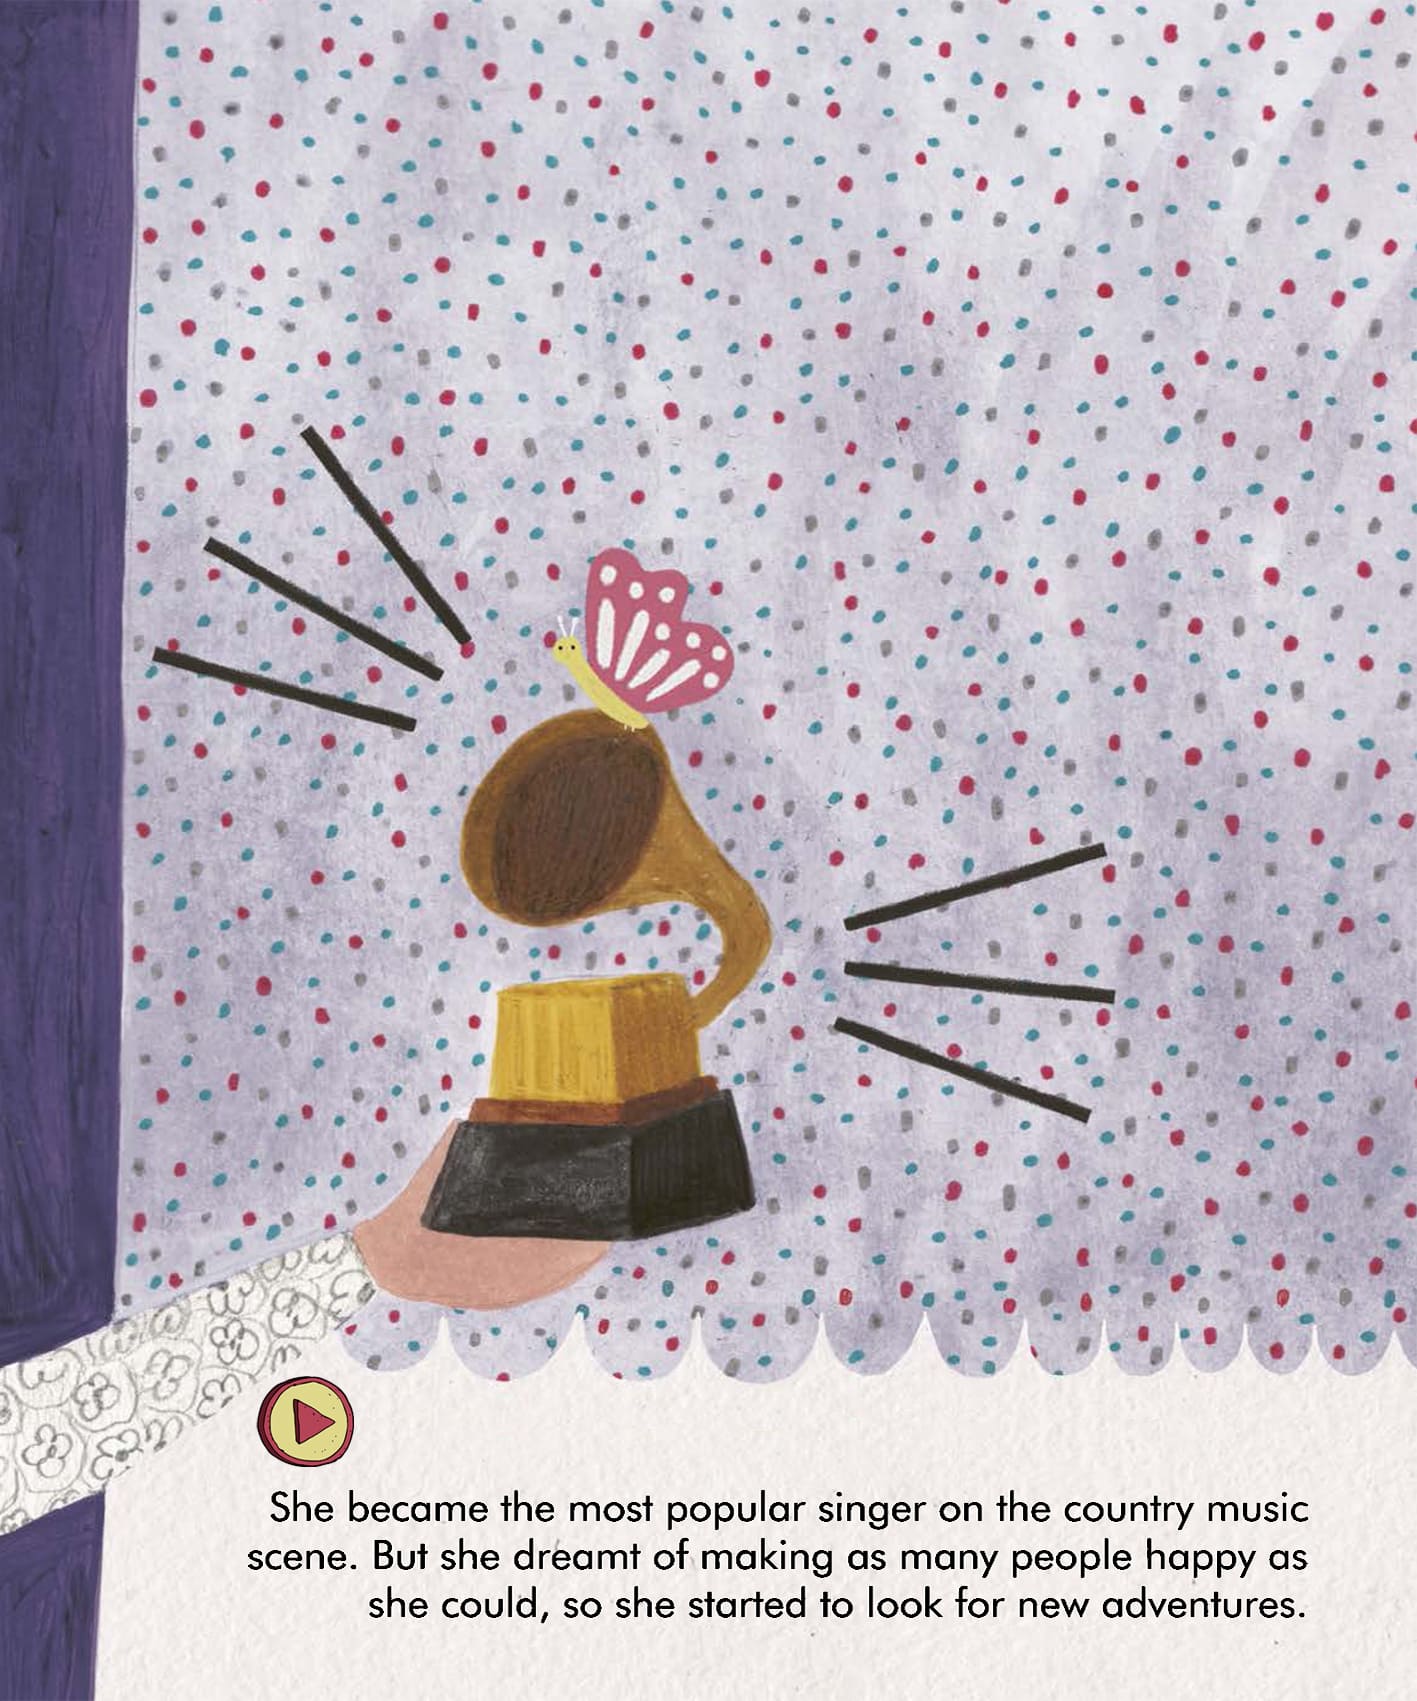 She became the most popular singer on the country music
scene. But she dreamt of making as many people happy as
she could, so she started to look for new adventures.